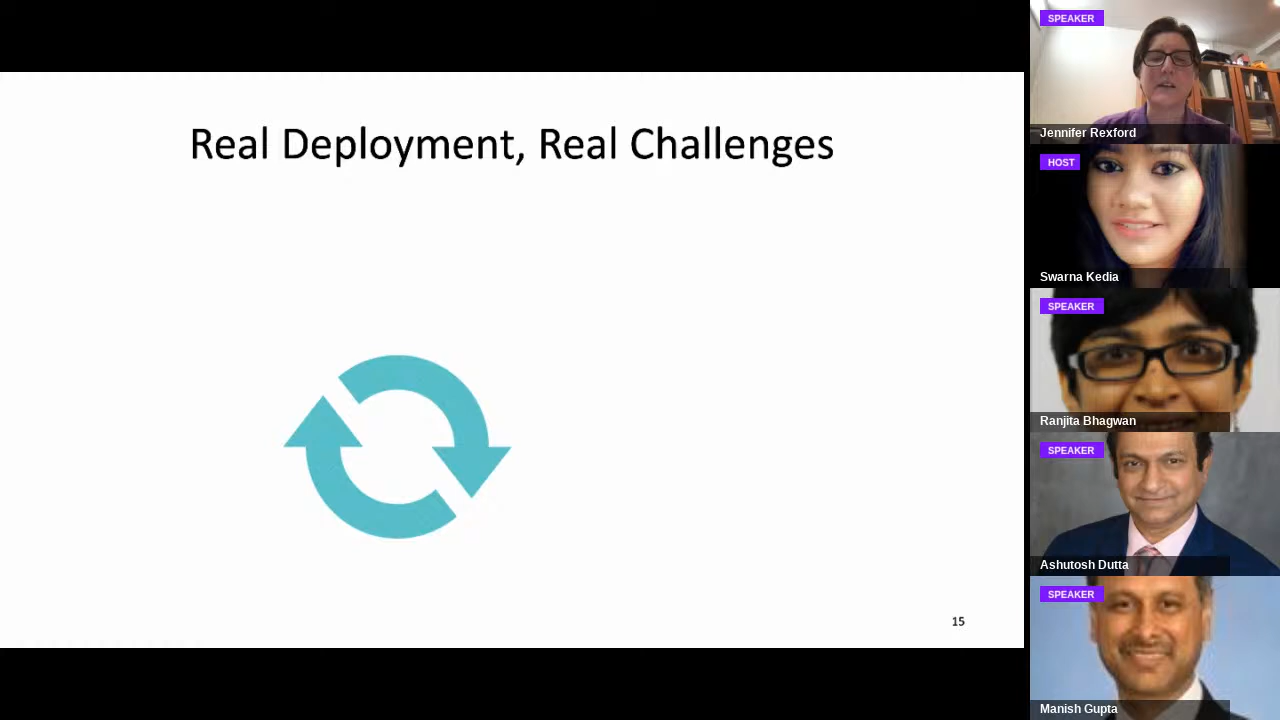 Real Deployment, Real Challenges
15
SPEAKER
Jennifer Rexford
HOST
Swarna Kedia
SPEAKER
Ranjita Bhagwan
SPEAKER
Ashutosh Dutta
SPEAKER
Manish Gupta